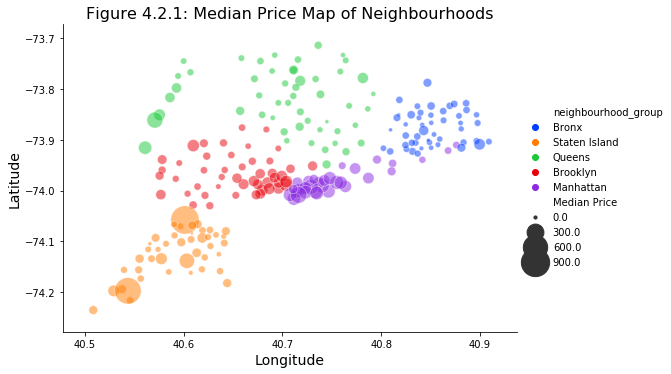 Figure 4.2.1: Median Price Map of Neighbourhoods
−73.7
−73.8
−73.9
−74.0
−74.1
−74.2
Latitude
40.5
40.6
40.7
40.8
40.9
Longitude
neighbourhood_group
Bronx
Staten Island
Queens
Brooklyn
Manhattan
Median Price
0.0
300.0
600.0
900.0